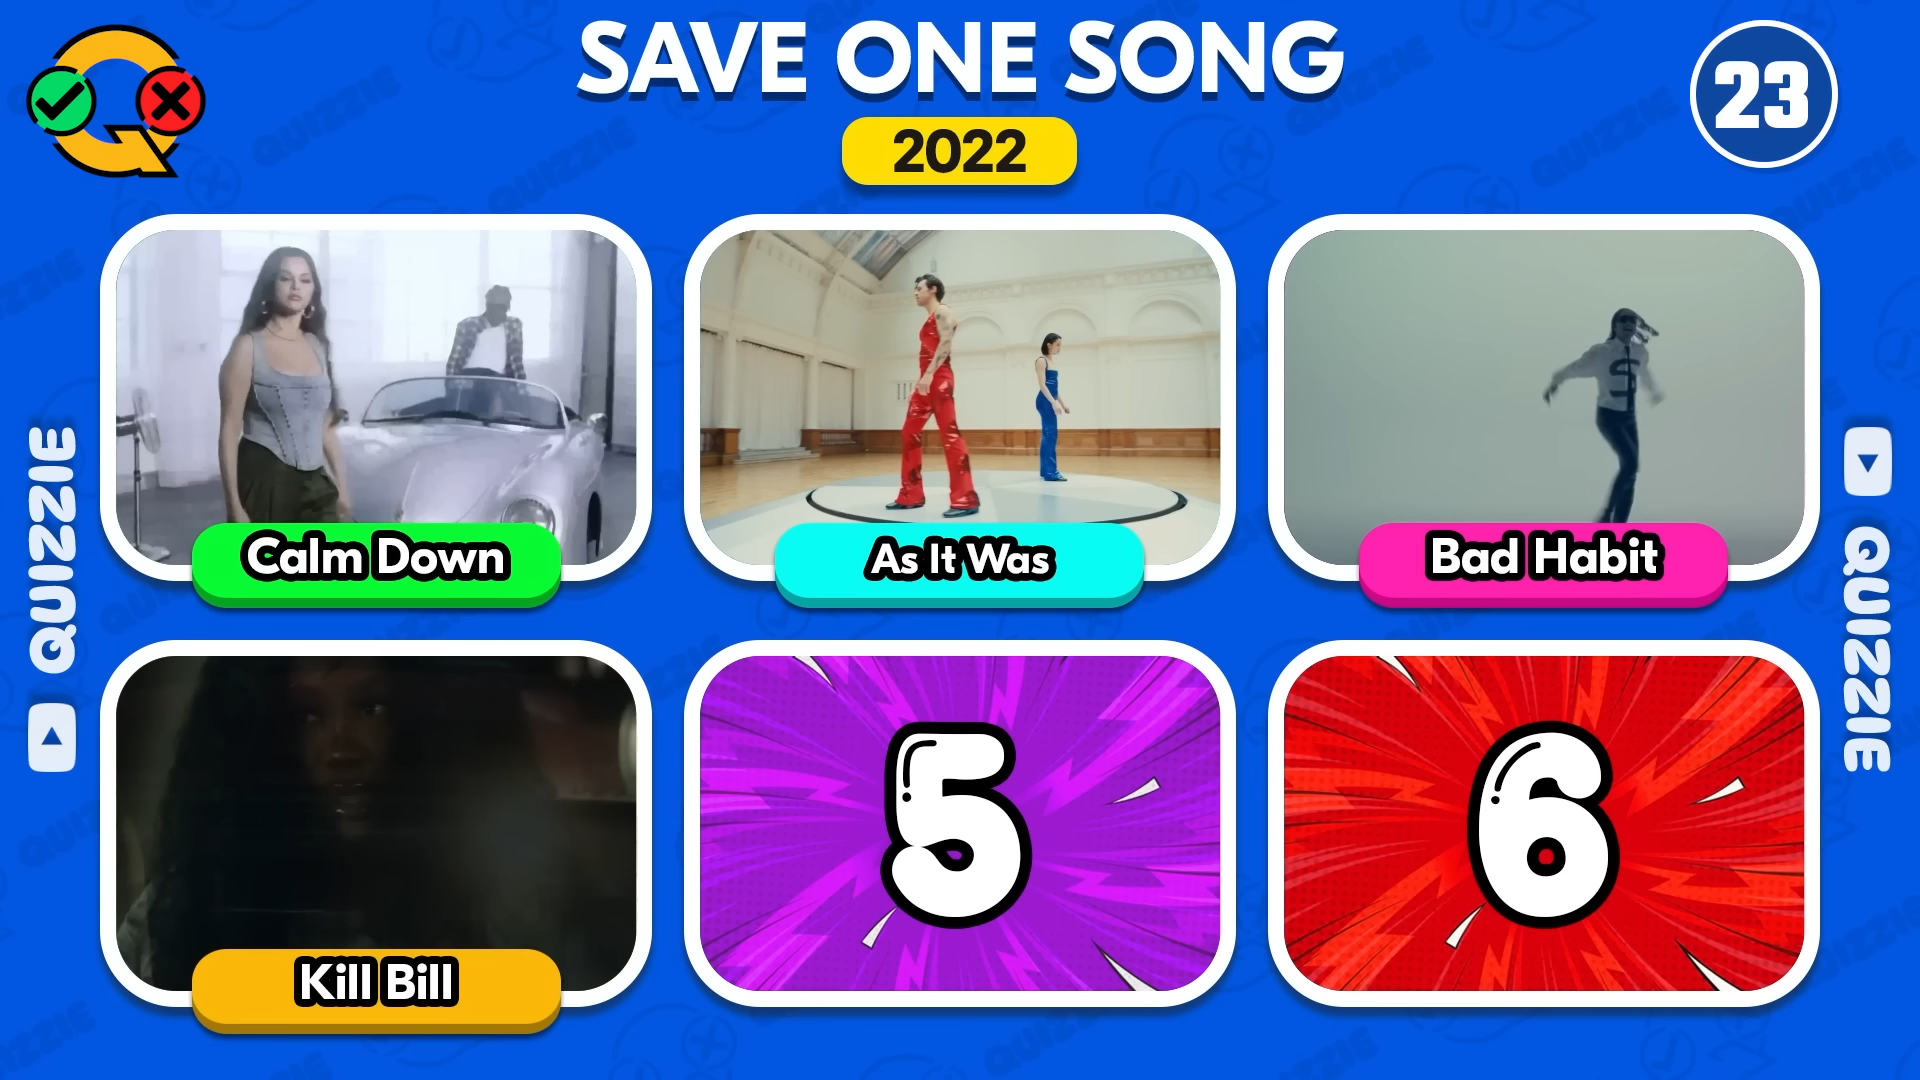 SAVE ONE SONG
2022
23
Calm Down
As It Was
Bad Habit
Kill Bill
5
6
QUIZZIE
QUIZZIE